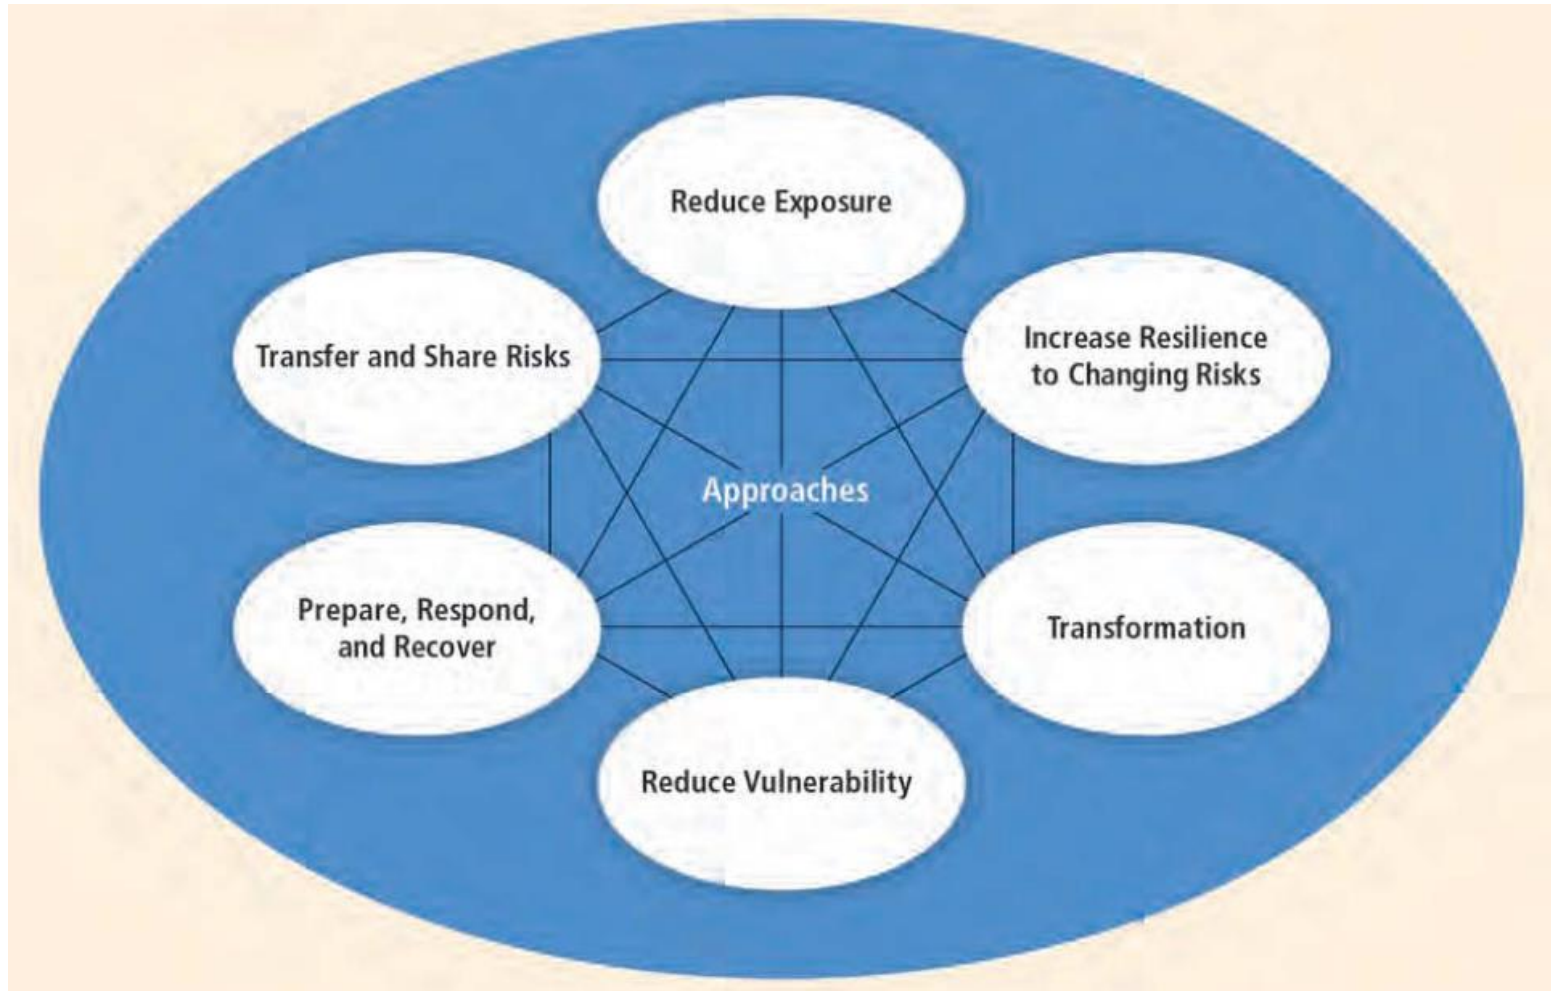 Reduce Exposure
Transfer and Share Risks
Increase Resilience
to Changing Risks
Approaches
Prepare, Respond,
and Recover
Transformation
Reduce Vulnerability